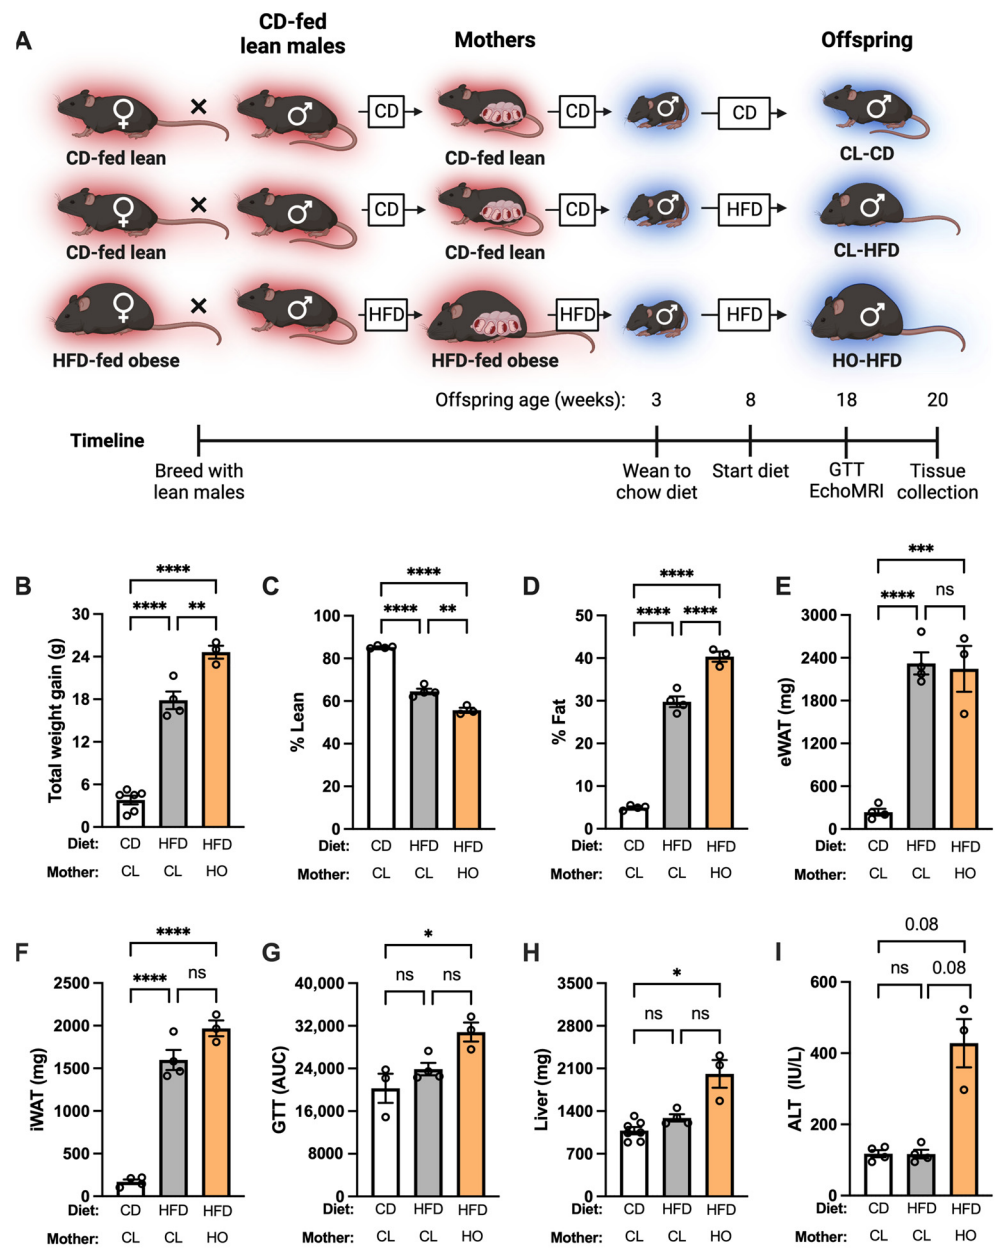 A
CD-fed
lean males
Mothers
Offspring
♀ × ♂ CD CD ♂ CD ♂
CD-fed lean
CD-fed lean
CL-CD
♀ × ♂ CD CD ♂ HFD ♂
CD-fed lean
CD-fed lean
CL-HFD
♀ × ♂ HFD HFD ♂ HFD ♂
HFD-fed obese
HFD-fed obese
HO-HFD
Offspring age (weeks): 3 8 18 20
Timeline
Breed with
lean males
Wean to
chow diet
Start diet
GTT
EchoMRI
Tissue
collection
B
****
**** **
Total weight gain (g)
30
24
18
12
6
0
Diet: CD HFD HFD
Mother: CL CL HO
C
****
**** **
% Lean
100
80
60
40
20
0
Diet: CD HFD HFD
Mother: CL CL HO
D
****
**** ****
% Fat
50
40
30
20
10
0
Diet: CD HFD HFD
Mother: CL CL HO
E
***
**** ns
eWAT (mg)
3000
2400
1800
1200
600
0
Diet: CD HFD HFD
Mother: CL CL HO
F
****
**** ns
iWAT (mg)
2500
2000
1500
1000
500
0
Diet: CD HFD HFD
Mother: CL CL HO
G
*
ns ns
GTT (AUC)
40,000
32,000
24,000
16,000
8000
0
Diet: CD HFD HFD
Mother: CL CL HO
H
*
ns ns
Liver (mg)
3500
2800
2100
1400
700
0
Diet: CD HFD HFD
Mother: CL CL HO
I
0.08
ns 0.08
ALT (IU/L)
600
400
200
0
Diet: CD HFD HFD
Mother: CL CL HO